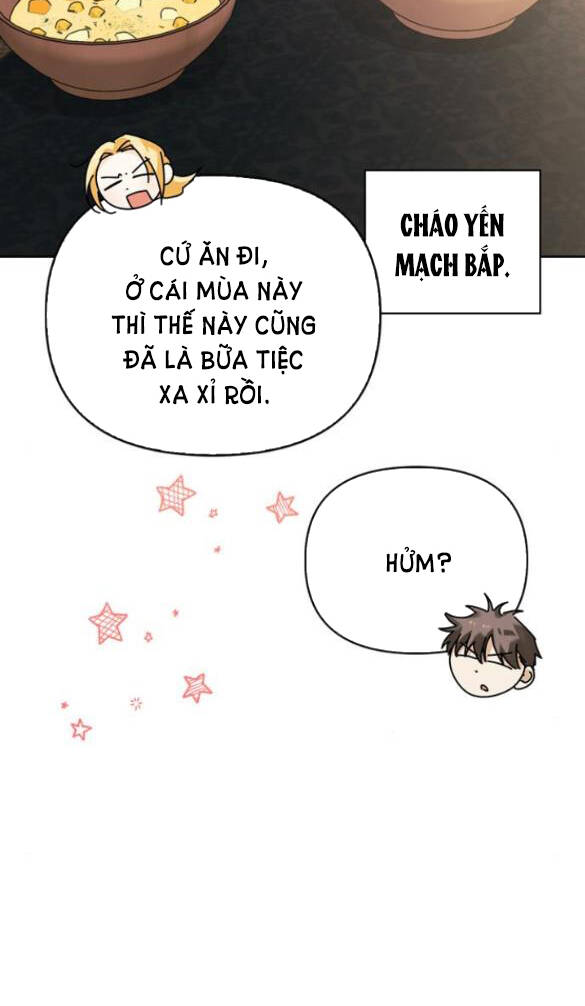 CHÁO YẾN
MẠCH BẮP.
CỨ ĂN ĐI,
Ở CÁI MÙA NÀY
THÌ THẾ NÀY CŨNG
ĐÃ LÀ BỮA TIỆC
XA XỈ RỒI.
HỬM?